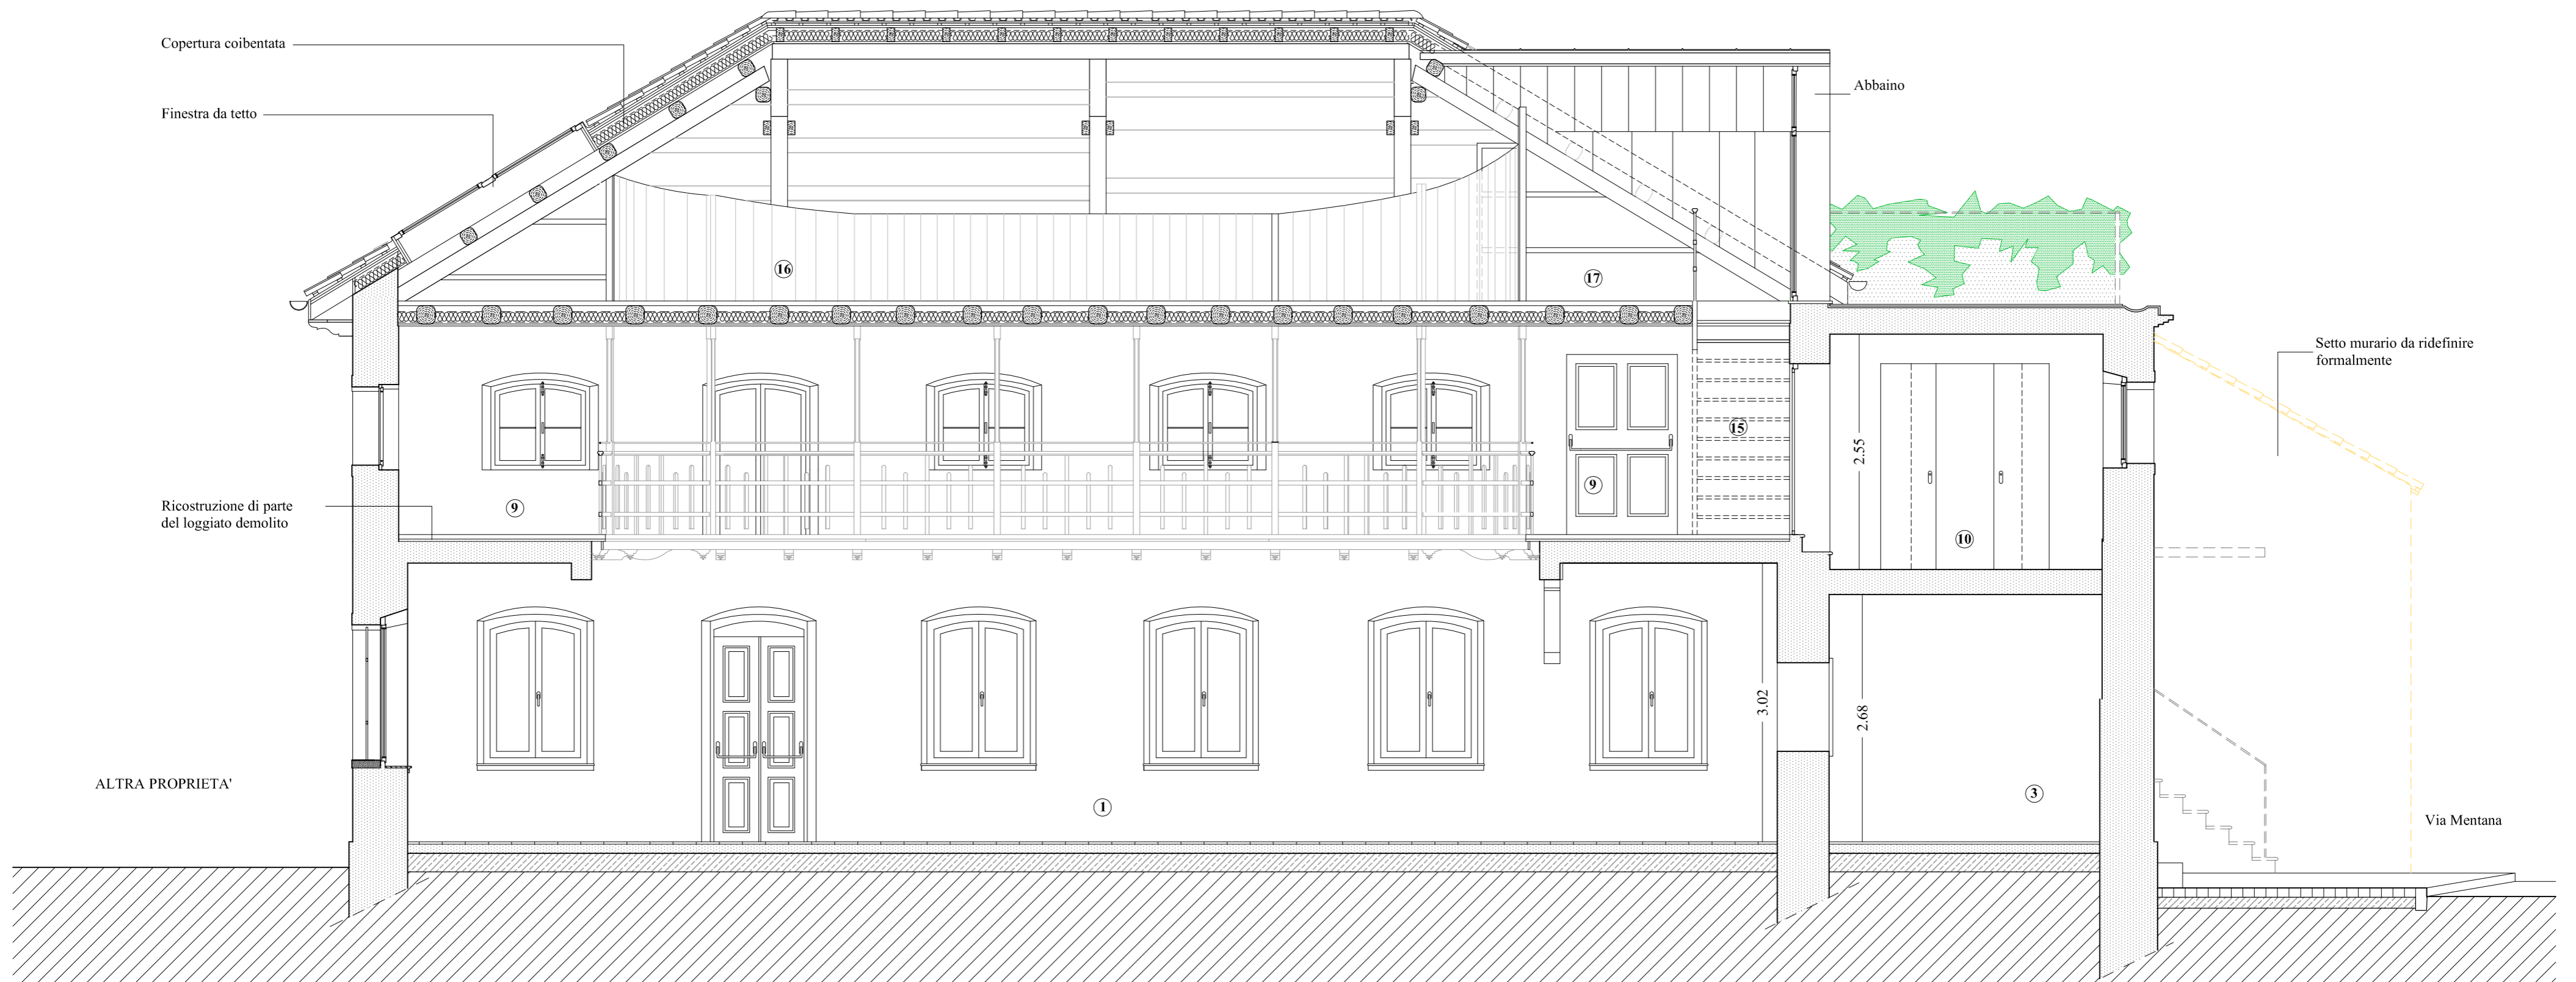 Copertura coibentata
Abbaino
Finestra da tetto
16
17
Setto murario da ridefinire
formalmente
15
2.55
9
Ricostruzione di parte
del loggiato demolito
9
10
3.02
2.68
ALTRA PROPRIETA'
3
1
Via Mentana